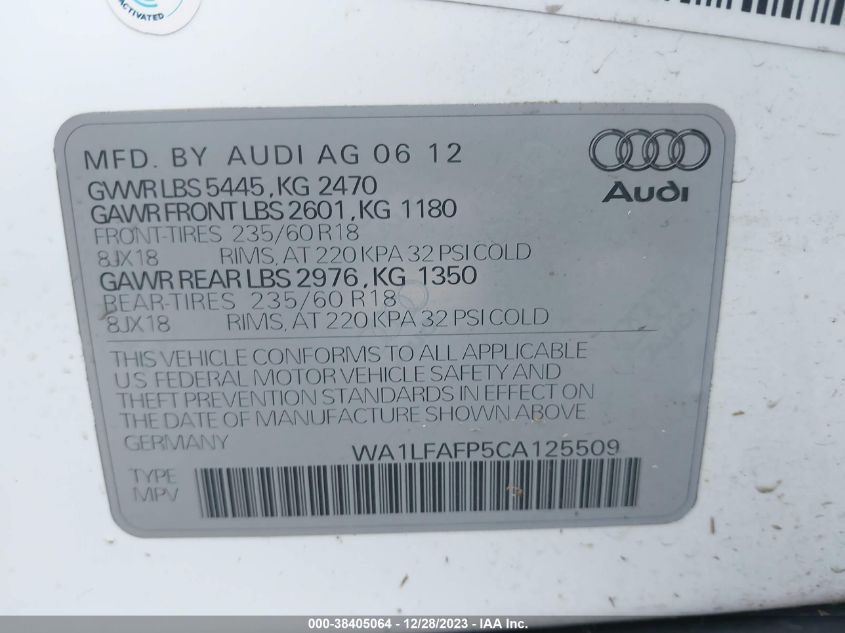 ACTIVATED
MFD. BY AUDI AG 06 12
Audi
GVWR LBS 5445, KG 2470
GAWR FRONT LBS 2601, KG 1180
FRONT-TIRES 235/60 R18
8JX18 RIMS, AT 220 KPA 32 PSI COLD
GAWR REAR LBS 2976, KG 1350
REAR-TIRES 235/60 R18
8JX18 RIMS, AT 220 KPA 32 PSI COLD
THIS VEHICLE CONFORMS TO ALL APPLICABLE
US FEDERAL MOTOR VEHICLE SAFETY AND
THEFT PREVENTION STANDARDS IN EFFECT ON
THE DATE OF MANUFACTURE SHOWN ABOVE
GERMANY WA1LFAFP5CA125509
TYPE
MPV
000-38405064 - 12/28/2023 - IAA Inc.